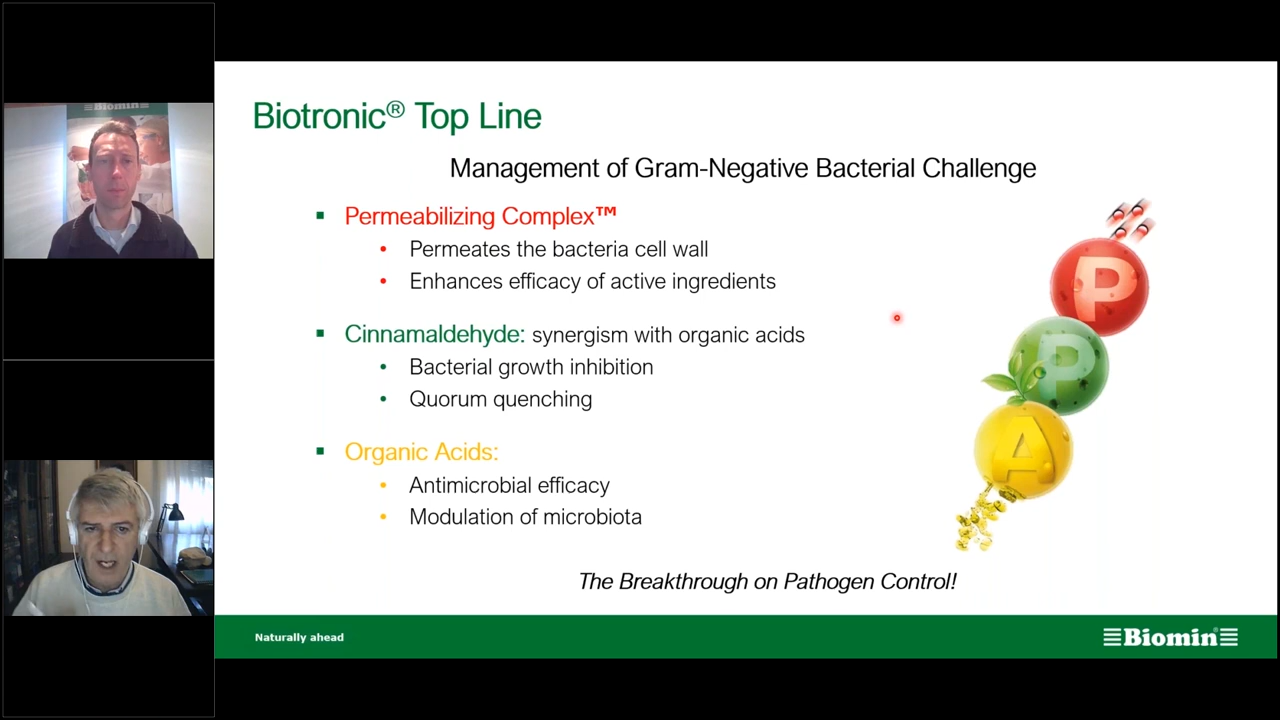 Biomin
Biotronic® Top Line
Management of Gram-Negative Bacterial Challenge
Permeabilizing Complex™
Permeates the bacteria cell wall
Enhances efficacy of active ingredients
Cinnamaldehyde: synergism with organic acids
Bacterial growth inhibition
Quorum quenching
Organic Acids:
Antimicrobial efficacy
Modulation of microbiota
P
P
A
The Breakthrough on Pathogen Control!
Naturally ahead
Biomin®